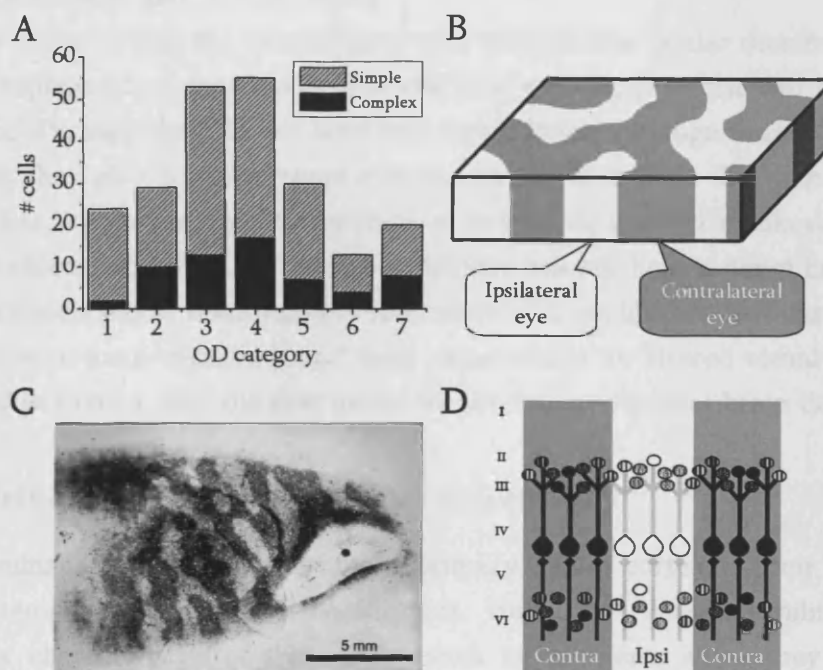 A
60
50
40
30
20
10
0
# cells
Simple
Complex
1 2 3 4 5 6 7
OD category
B
Ipsilateral
eye
Contralateral
eye
C
5 mm
D
I
II
III
IV
V
VI
Contra
Ipsi
Contra